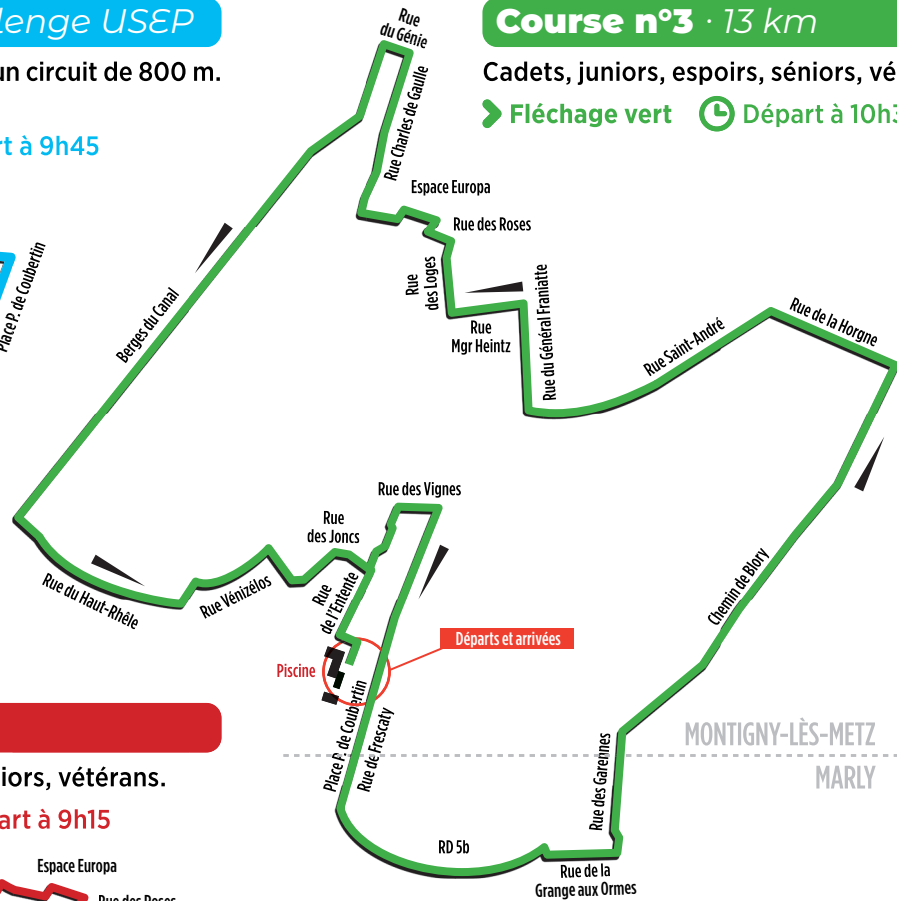 lenge USEP
un circuit de 800 m.
t à 9h45
Place P. de Coubertin
Course n°3 · 13 km
Cadets, juniors, espoirs, séniors, vé
Fléchage vert
Départ à 10h3
Rue
du Génie
Rue Charles de Gaulle
Espace Europa
Rue des Roses
Rue
des Loges
Rue
Mgr Heintz
Rue du Général Franiatte
Rue Saint-André
Rue de la Horgne
Berges du Canal
Rue des Vignes
Rue
des Joncs
Rue
de l'Entente
Rue Vénizélos
Rue du Haut-Rhêle
Chemin de Blory
Départs et arrivées
Piscine
Place P. de Coubertin
Rue de Frescaty
Rue des Garennes
MONTIGNY-LÈS-METZ
MARLY
RD 5b
Rue de la
Grange aux Ormes
iors, vétérans.
art à 9h15
Espace Europa
Rue des Roses